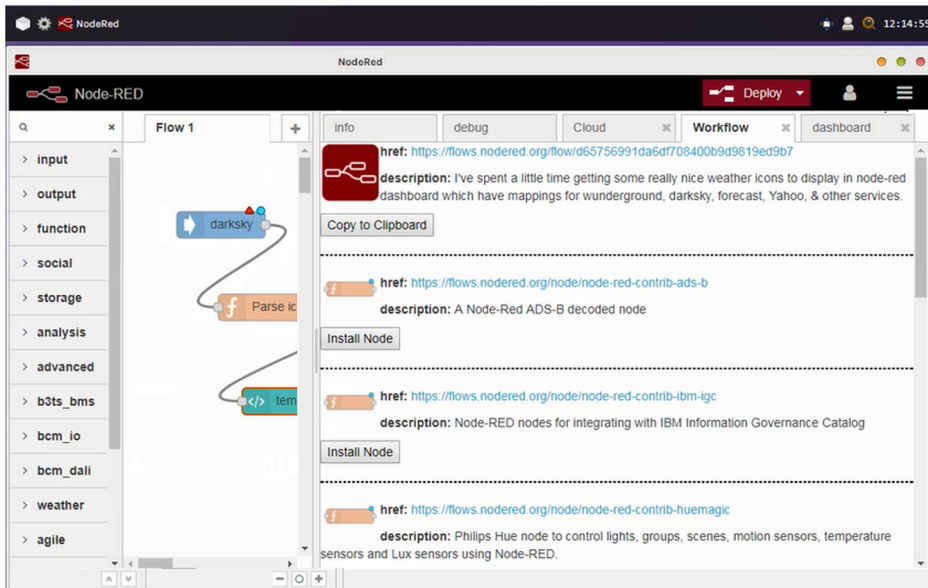 NodeRed
12:14:55
NodeRed
Node-RED
Deploy
Flow 1
info
debug
Cloud
Workflow
dashboard
input
output
function
social
storage
analysis
advanced
b3ts_bms
bcm_io
bcm_dali
weather
agile
darksky
Parse ic
tem
href: https://flows.nodered.org/flow/d65756991da6df708400b9d9819ed9b7
description: I've spent a little time getting some really nice weather icons to display in node-red
dashboard which have mappings for wunderground, darksky, forecast, Yahoo, & other services.
Copy to Clipboard
href: https://flows.nodered.org/node/node-red-contrib-ads-b
description: A Node-Red ADS-B decoded node
Install Node
href: https://flows.nodered.org/node/node-red-contrib-ibm-igc
description: Node-RED nodes for integrating with IBM Information Governance Catalog
Install Node
href: https://flows.nodered.org/node/node-red-contrib-huemagic
description: Philips Hue node to control lights, groups, scenes, motion sensors, temperature
sensors and Lux sensors using Node-RED.